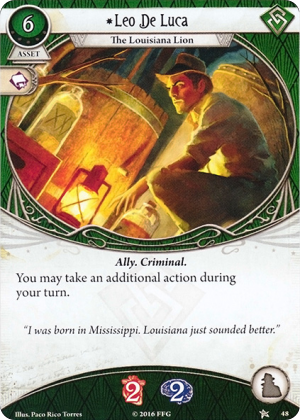 6
*Leo De Luca
The Louisiana Lion
ASSET
Ally. Criminal.
You may take an additional action during
your turn.
"I was born in Mississippi. Louisiana just sounded better."
2
2
Illus. Paco Rico Torres
© 2016 FFG
48